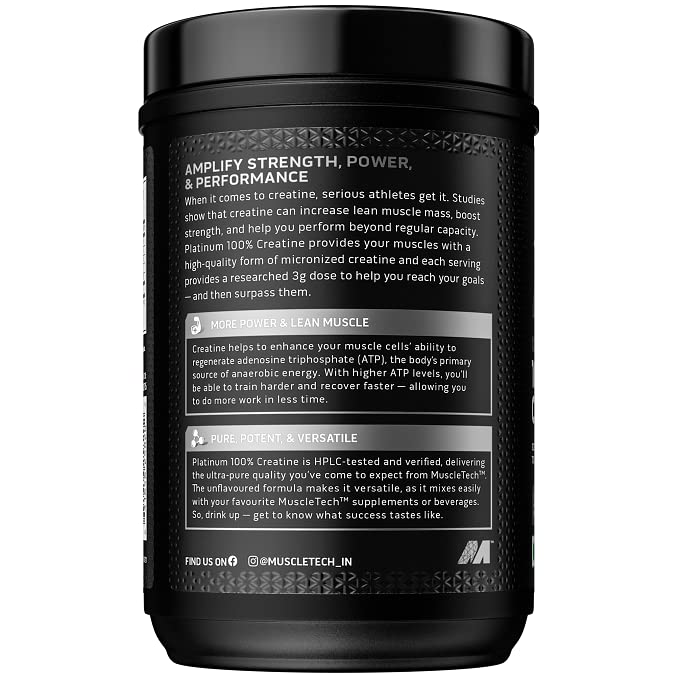 AMPLIFY STRENGTH, POWER,
& PERFORMANCE
When it comes to creatine, serious athletes get it. Studies
show that creatine can increase lean muscle mass, boost
strength, and help you perform beyond regular capacity.
Platinum 100% Creatine provides your muscles with a
high-quality form of micronized creatine and each serving
provides a researched 3g dose to help you reach your goals
— and then surpass them.
MORE POWER & LEAN MUSCLE
Creatine helps to enhance your muscle cells' ability to
regenerate adenosine triphosphate (ATP), the body's primary
source of anaerobic energy. With higher ATP levels, you'll
be able to train harder and recover faster — allowing you
to do more work in less time.
PURE, POTENT, & VERSATILE
Platinum 100% Creatine is HPLC-tested and verified, delivering
the ultra-pure quality you've come to expect from MuscleTech™.
The unflavoured formula makes it versatile, as it mixes easily
with your favourite MuscleTech™ supplements or beverages.
So, drink up — get to know what success tastes like.
FIND US ON @MUSCLETECH_IN